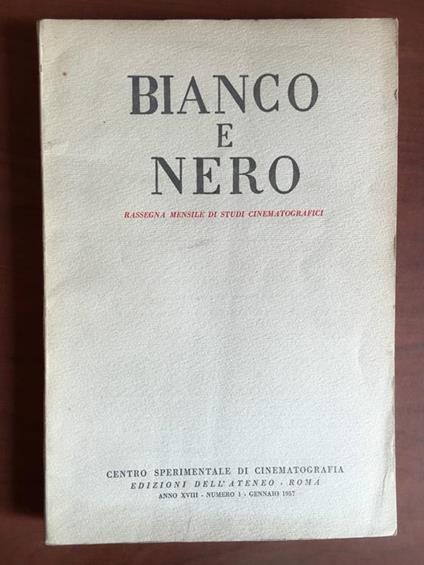 BIANCO
E
NERO
RASSEGNA MENSILE DI STUDI CINEMATOGRAFICI
CENTRO SPERIMENTALE DI CINEMATOGRAFIA
EDIZIONI DELL'ATENEO - ROMA
ANNO XVIII - NUMERO 1 - GENNAIO 1957